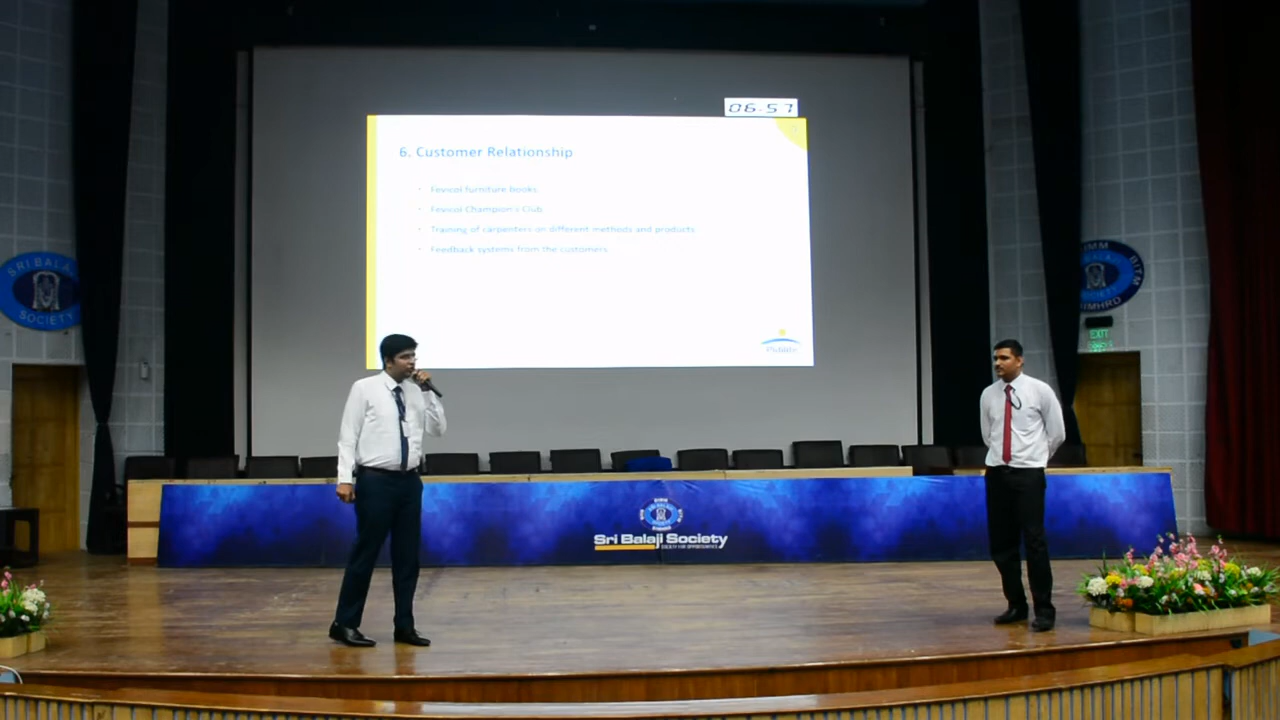 06:57
6. Customer Relationship
· Fevicol furniture books
· Fevicol Champion's Club
· Training of carpenters on different methods and products
· Feedback systems from the customers
Pidilite
SRI BALAJI
SOCIETY
BITM
EXIT
Sri Balaji Society